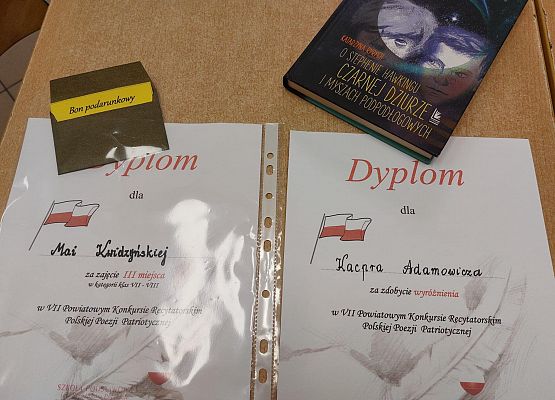 Bon podarunkowy
KATARZYNA RYRYCH
O STEPHENIE HAWKINGU,
CZARNEJ DZIURZE
I MYSZACH PODPODŁOGOWYCH
Dyplom
dla
Mai Kwidzyńskiej
za zajęcie III miejsca
w kategorii klas VII - VIII
w VII Powiatowym Konkursie Recytatorskim
Polskiej Poezji Patriotycznej
Dyplom
dla
Kacpra Adamowicza
za zdobycie wyróżnienia
w VII Powiatowym Konkursie Recytatorskim
Polskiej Poezji Patriotycznej